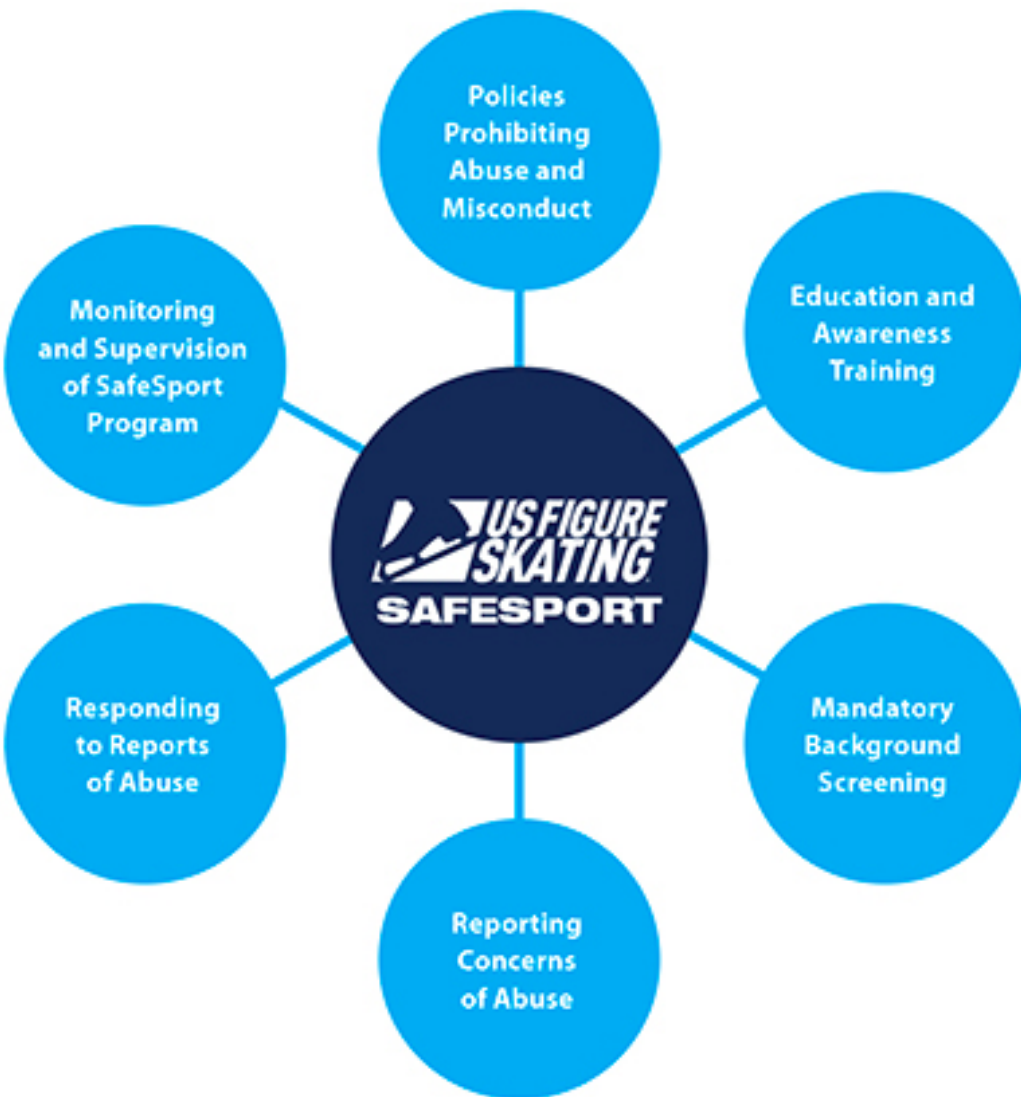 Policies
Prohibiting
Abuse and
Misconduct
Education and
Awareness
Training
Mandatory
Background
Screening
Reporting
Concerns
of Abuse
Responding
to Reports
of Abuse
Monitoring
and Supervision
of SafeSport
Program
US FIGURE
SKATING
SAFESPORT